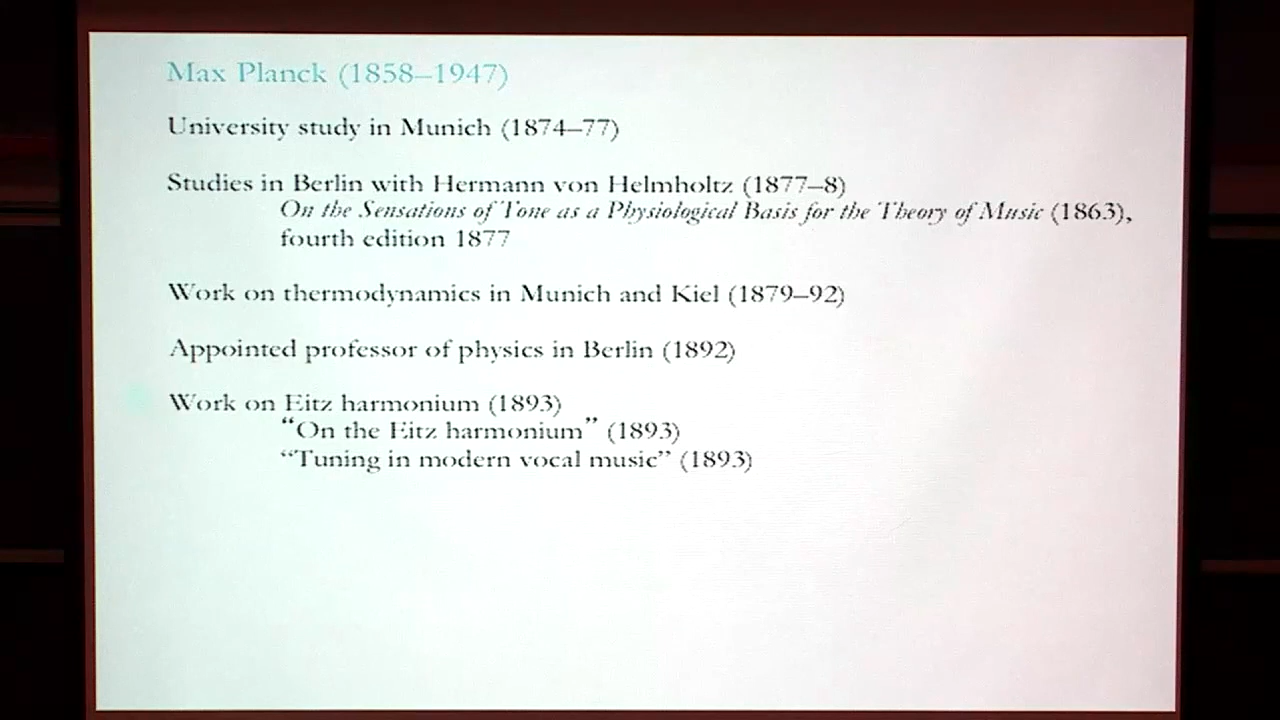 Max Planck (1858–1947)
University study in Munich (1874–77)
Studies in Berlin with Hermann von Helmholtz (1877–8)
On the Sensations of Tone as a Physiological Basis for the Theory of Music (1863),
fourth edition 1877
Work on thermodynamics in Munich and Kiel (1879–92)
Appointed professor of physics in Berlin (1892)
Work on Eitz harmonium (1893)
“On the Eitz harmonium” (1893)
“Tuning in modern vocal music” (1893)